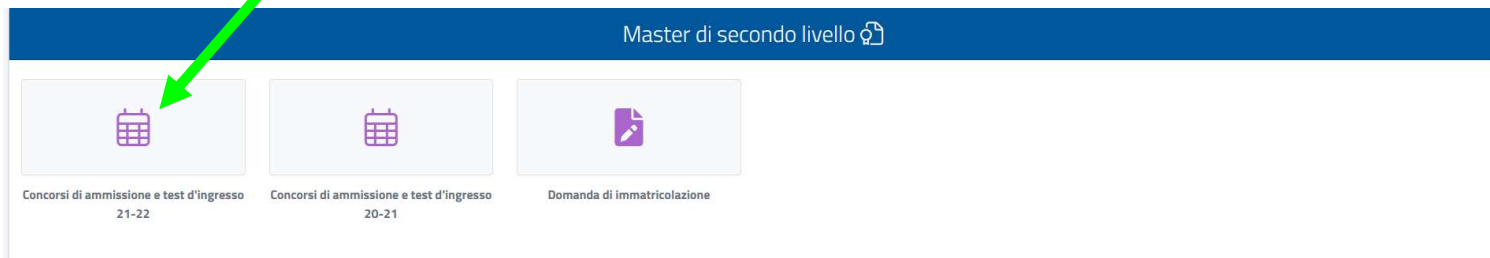 Master di secondo livello
Concorsi di ammissione e test d'ingresso
21-22
Concorsi di ammissione e test d'ingresso
20-21
Domanda di immatricolazione